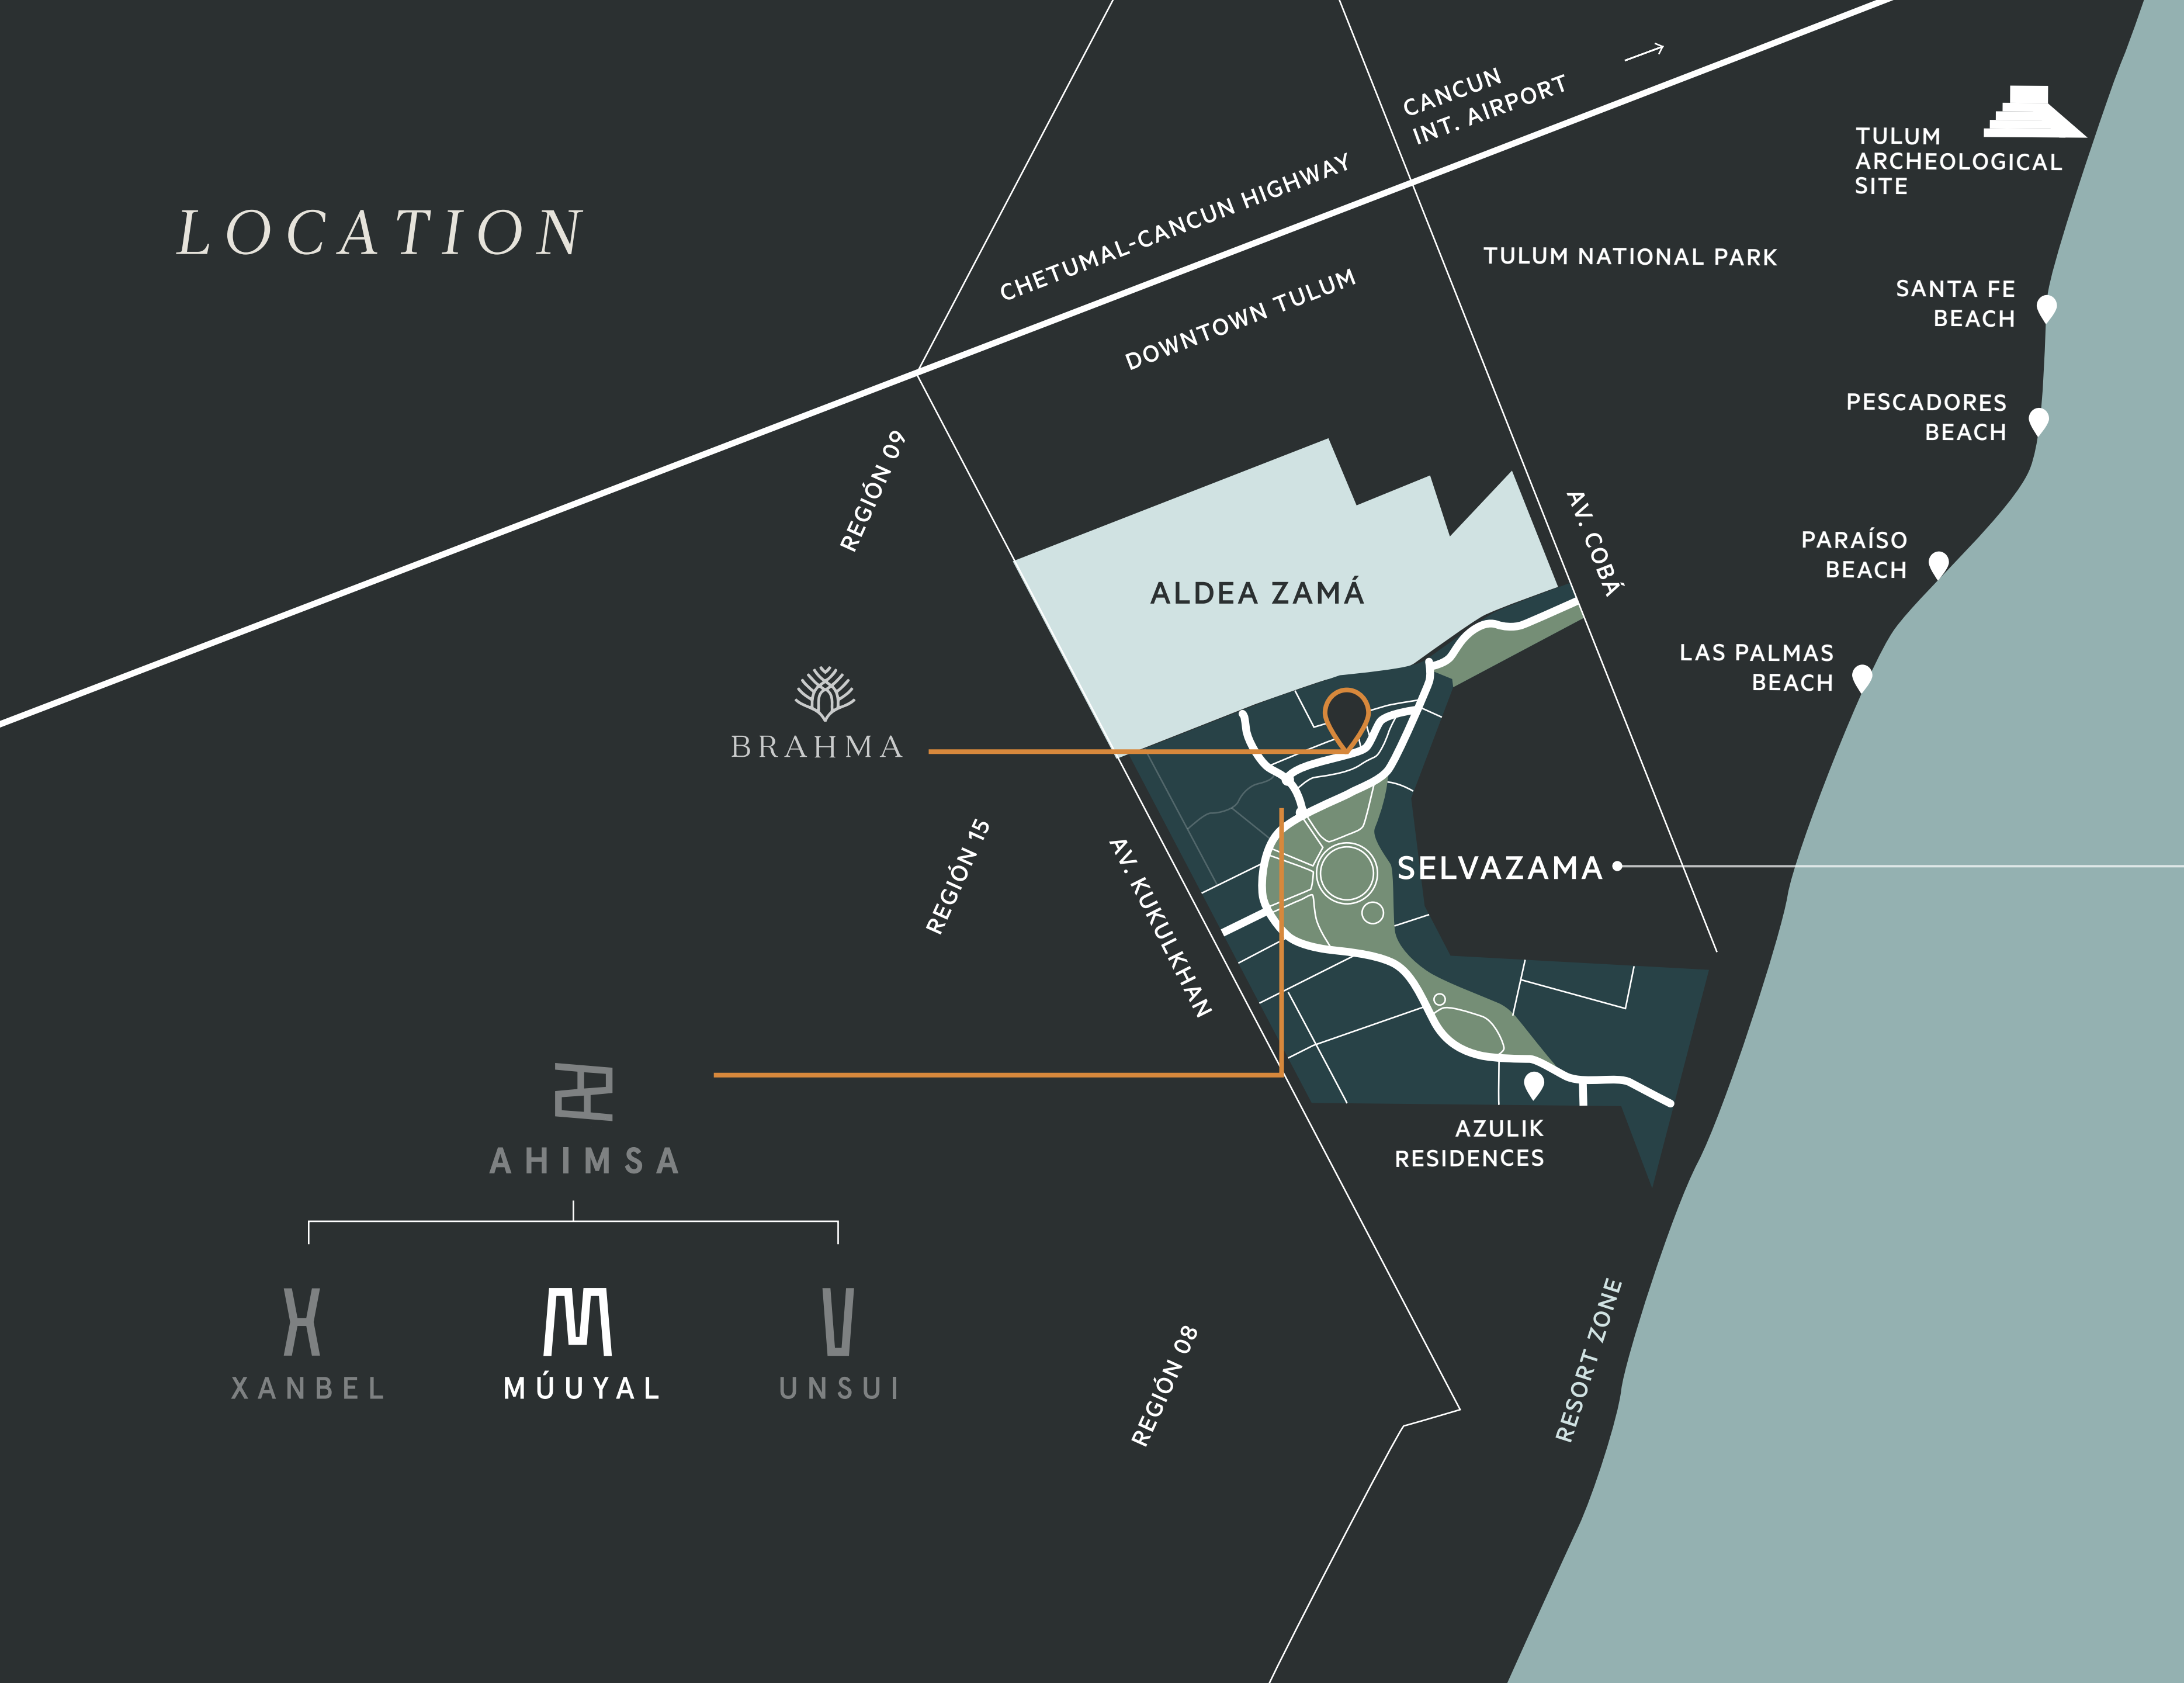 LOCATION
CANCUN
INT. AIRPORT
CHETUMAL-CANCUN HIGHWAY
DOWNTOWN TULUM
TULUM
ARCHEOLOGICAL
SITE
TULUM NATIONAL PARK
SANTA FE
BEACH
PESCADORES
BEACH
REGIÓN 09
AV. COBÁ
PARAÍSO
BEACH
ALDEA ZAMÁ
LAS PALMAS
BEACH
BRAHMA
REGIÓN 15
AV. KUKULKHAN
SELVAZAMA
AZULIK
RESIDENCES
AHIMSA
XANBEL
MÚUYAL
UNSUI
REGIÓN 08
RESORT ZONE